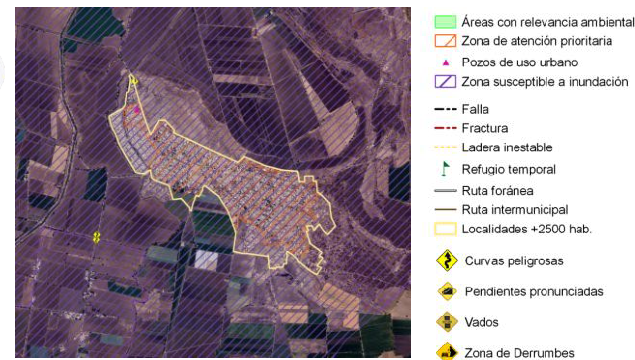 Áreas con relevancia ambiental
Zona de atención prioritaria
Pozos de uso urbano
Zona susceptible a inundación
Falla
Fractura
Ladera inestable
Refugio temporal
Ruta foránea
Ruta intermunicipal
Localidades +2500 hab.
Curvas peligrosas
Pendientes pronunciadas
Vados
Zona de Derrumbes